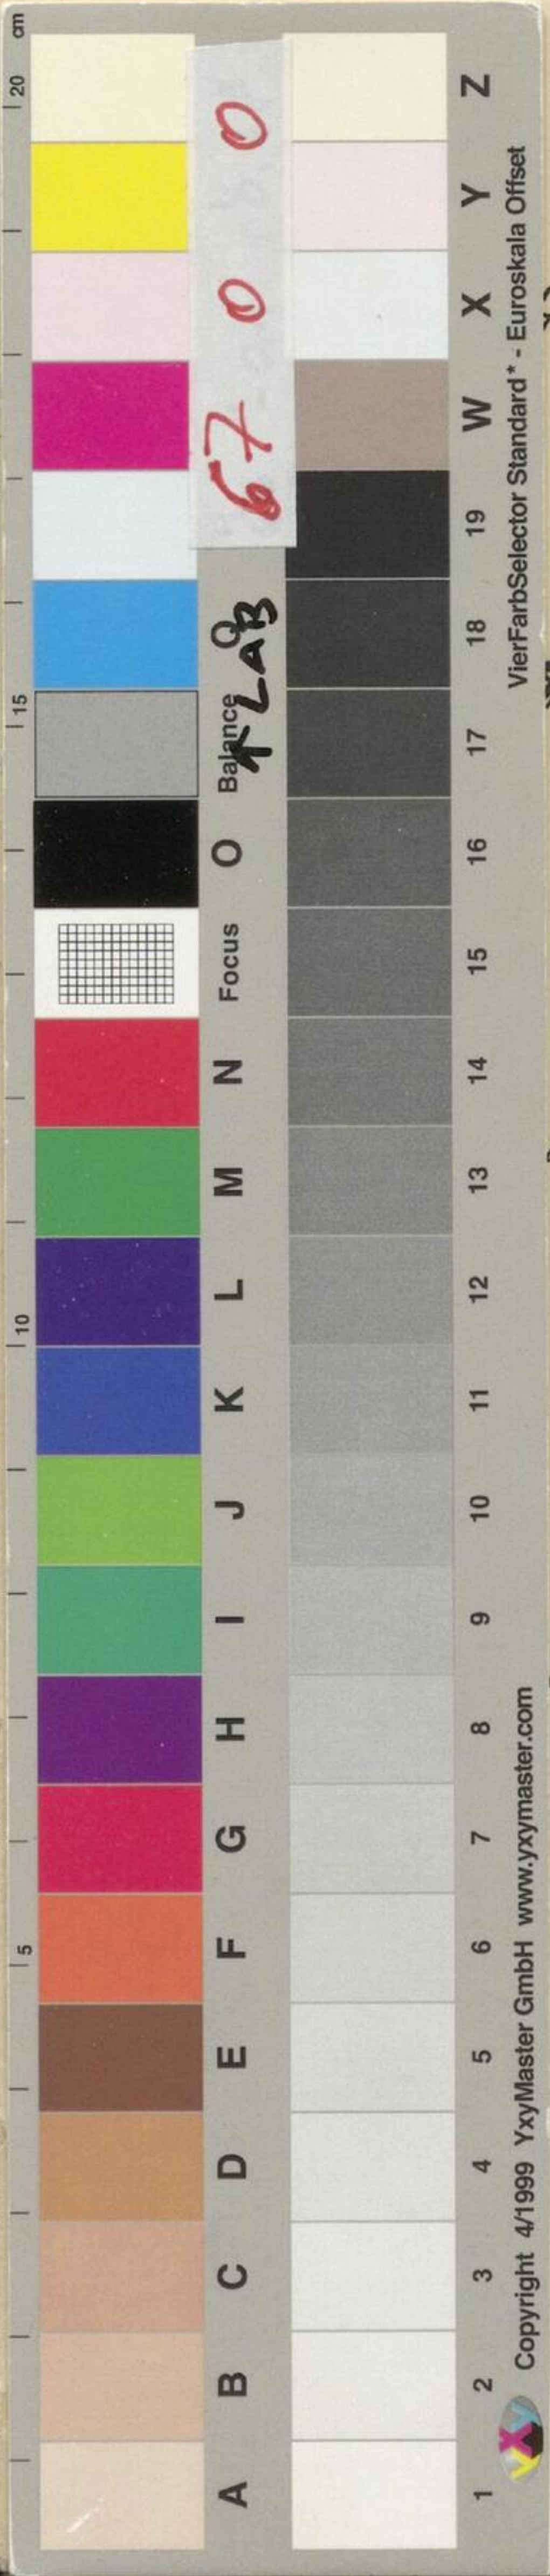 cm
20
15
10
5
67 0 0
LAB
A B C D E F G H I J K L M N Focus O Balance Q
1 2 3 4 5 6 7 8 9 10 11 12 13 14 15 16 17 18 19 W X Y Z
yXy Copyright 4/1999 YxyMaster GmbH www.yxymaster.com
VierFarbSelector Standard* - Euroskala Offset